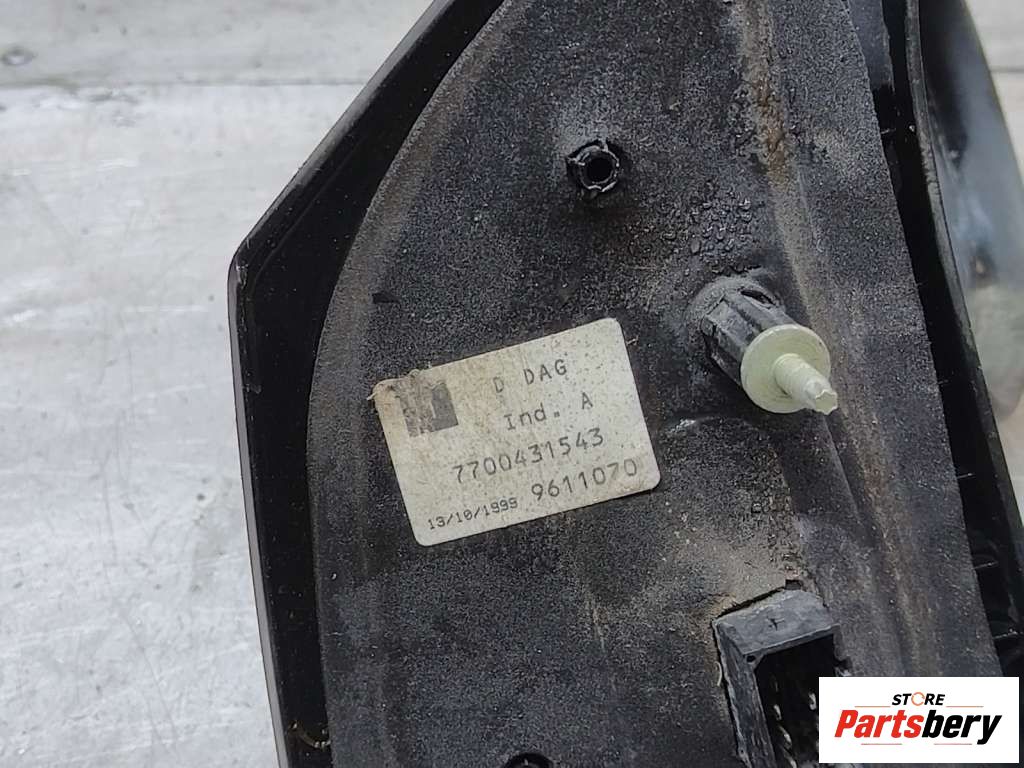 D DAG
Ind. A
7700431543
13/10/1999 9611070
STORE
Partsbery